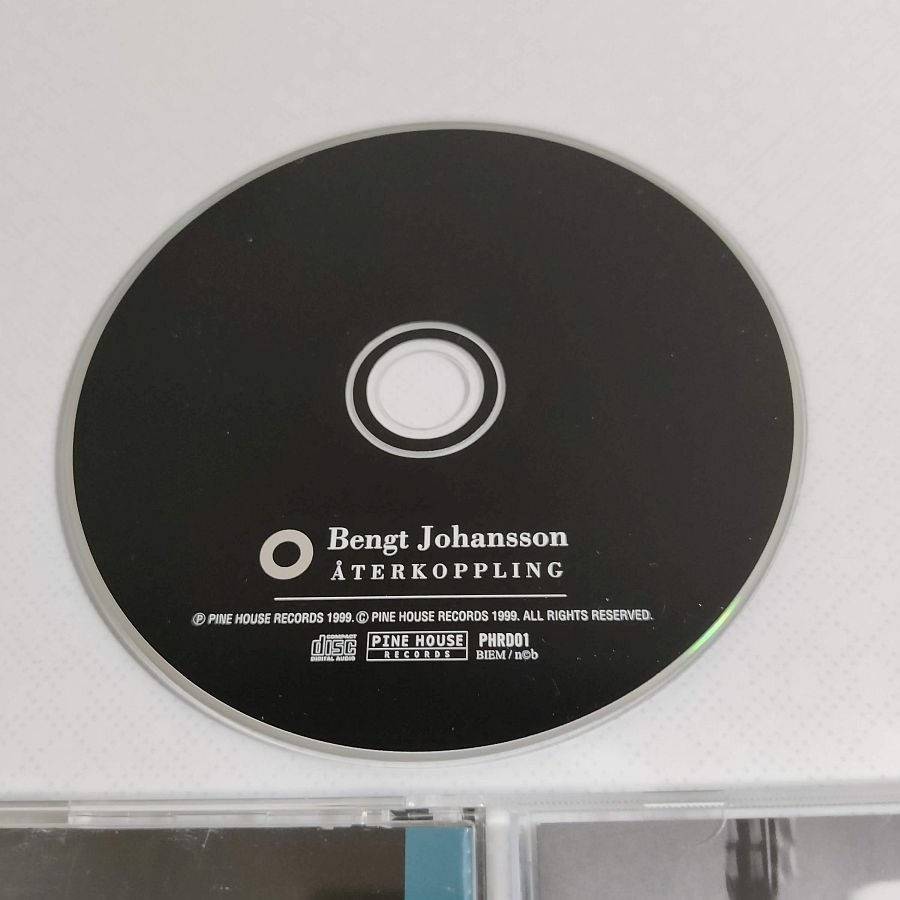 Bengt Johansson
ÅTERKOPPLING
Ⓟ PINE HOUSE RECORDS 1999. © PINE HOUSE RECORDS 1999. ALL RIGHTS RESERVED.
COMPACT
disc
DIGITAL AUDIO
PINE HOUSE
RECORDS
PHRD01
BIEM / n©b